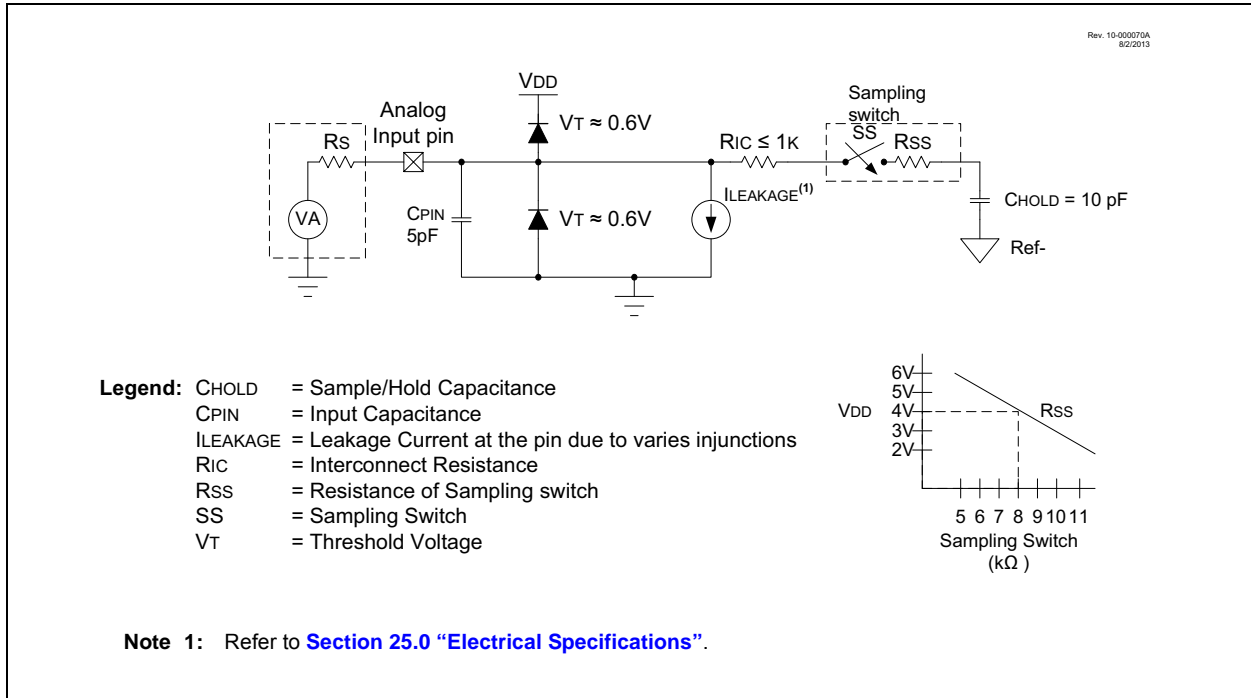 Rev. 10-000070A
8/2/2013
VDD
Analog
Input pin
VT ≈ 0.6V
Sampling
switch
SS
RSS
RS
RIC ≤ 1K
VA
CPIN
5pF
VT ≈ 0.6V
ILEAKAGE(1)
CHOLD = 10 pF
Ref-
Legend: CHOLD = Sample/Hold Capacitance
CPIN = Input Capacitance
ILEAKAGE = Leakage Current at the pin due to varies injunctions
RIC = Interconnect Resistance
RSS = Resistance of Sampling switch
SS = Sampling Switch
VT = Threshold Voltage
6V
5V
VDD 4V RSS
3V
2V
5 6 7 8 9 10 11
Sampling Switch
(kΩ )
Note 1: Refer to Section 25.0 “Electrical Specifications”.